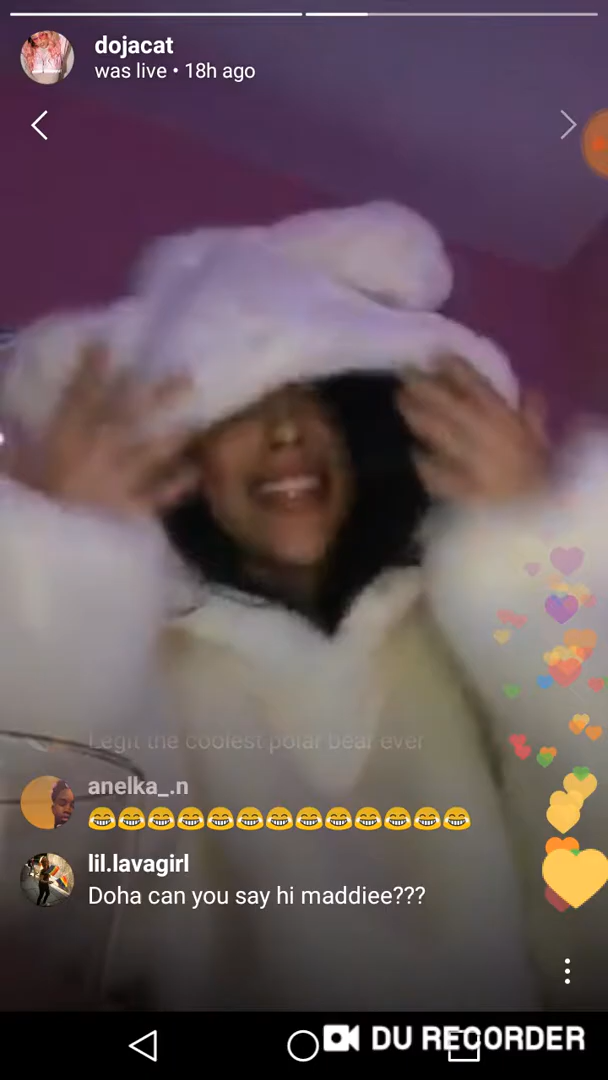 dojacat
was live • 18h ago
Legit the coolest polar bear ever
anelka_.n
😂😂😂😂😂😂😂😂😂😂😂😂😂
lil.lavagirl
Doha can you say hi maddiee???
DU RECORDER